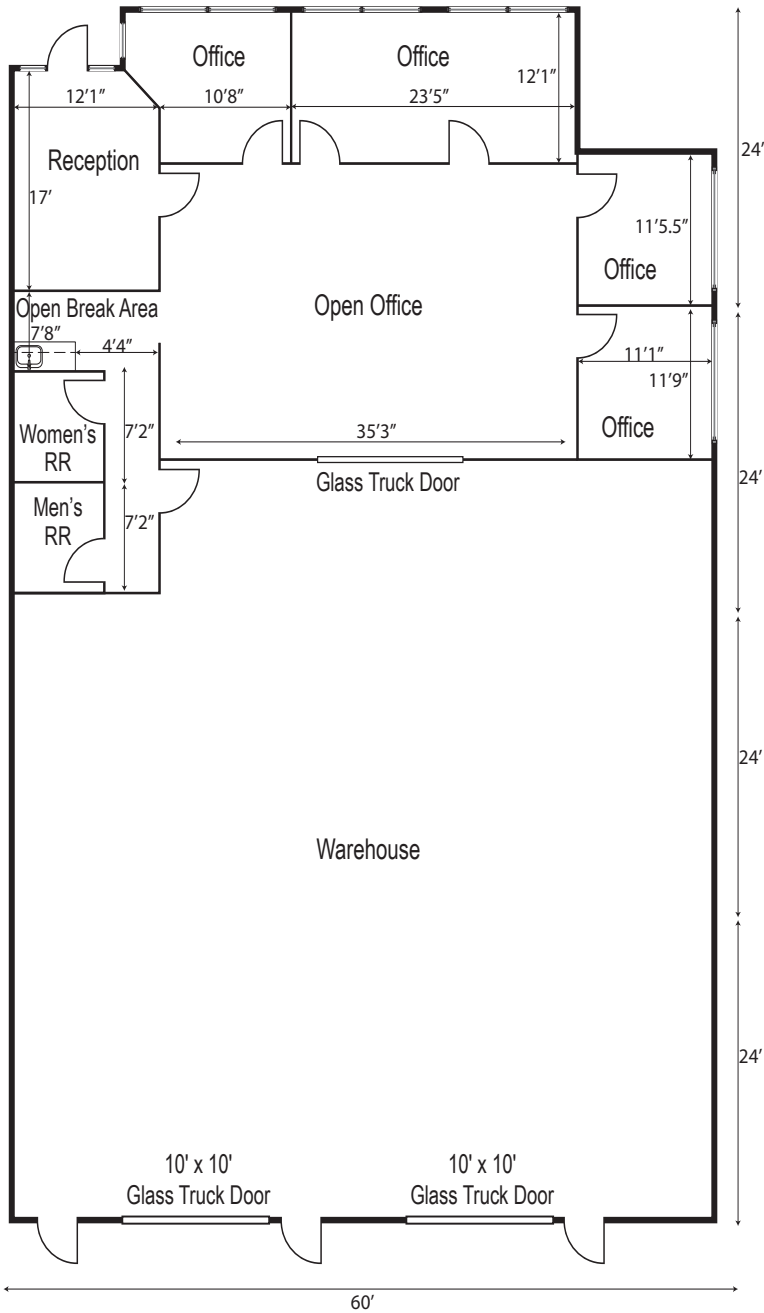 Office
Office
12'1"
12'1"
10'8"
23'5"
24'
Reception
17'
11'5.5"
Office
Open Break Area
Open Office
7'8"
4'4"
11'1"
11'9"
Women's
RR
7'2"
35'3"
Office
Glass Truck Door
24'
Men's
RR
7'2"
24'
Warehouse
24'
10' x 10'
Glass Truck Door
10' x 10'
Glass Truck Door
60'